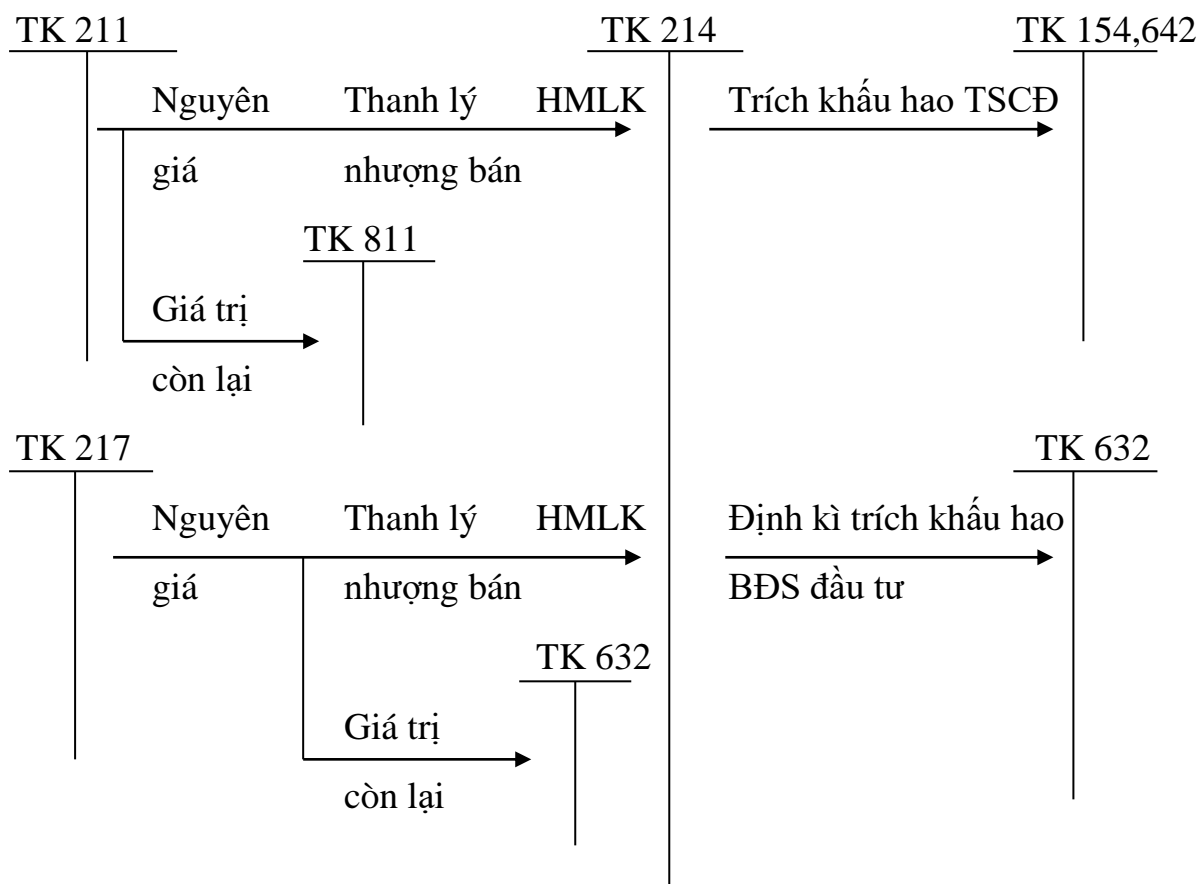 TK 211 TK 214 TK 154,642
Nguyên Thanh lý HMLK Trích khấu hao TSCĐ
giá nhượng bán
TK 811
Giá trị
còn lại
TK 217 TK 632
Nguyên Thanh lý HMLK Định kì trích khấu hao
giá nhượng bán BĐS đầu tư
TK 632
Giá trị
còn lại